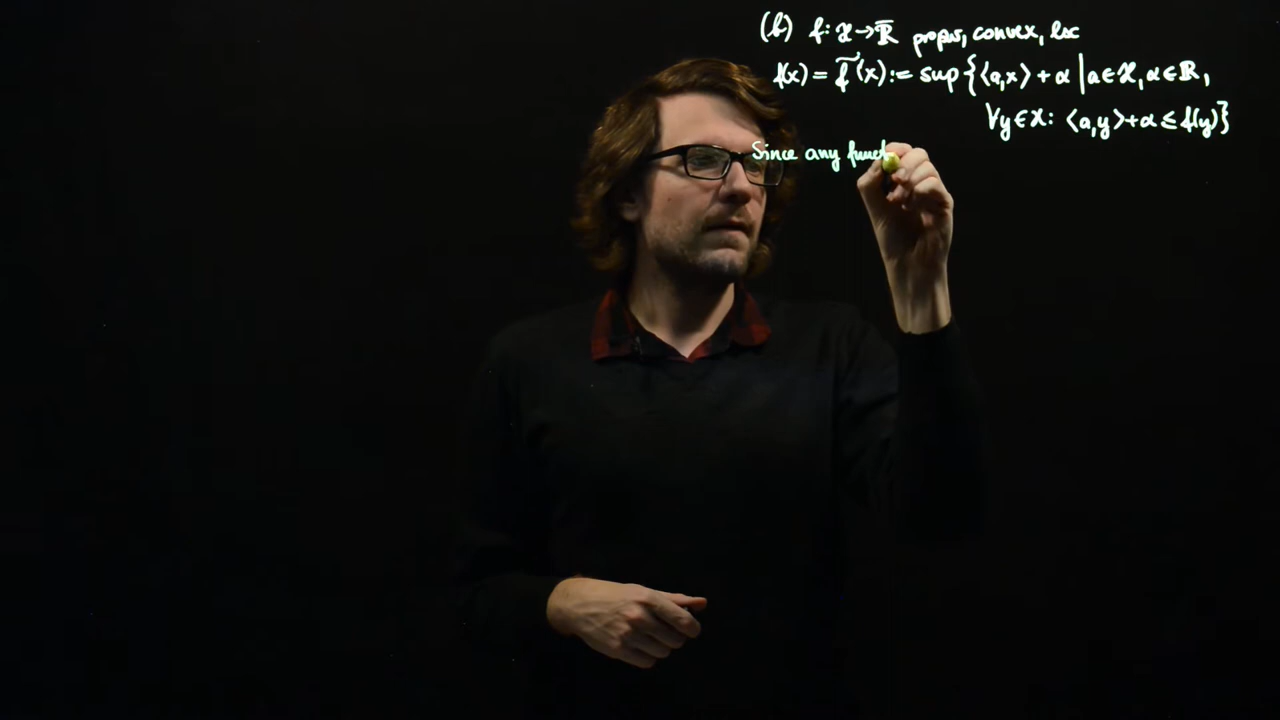 (b) f: 𝓗→ℝ̅ proper, convex, lsc
f(x) = f̃(x) := sup{⟨a,x⟩ + α | a∈𝓗, α∈ℝ,
∀y∈𝓗: ⟨a,y⟩+α ≤ f(y)}
Since any funct